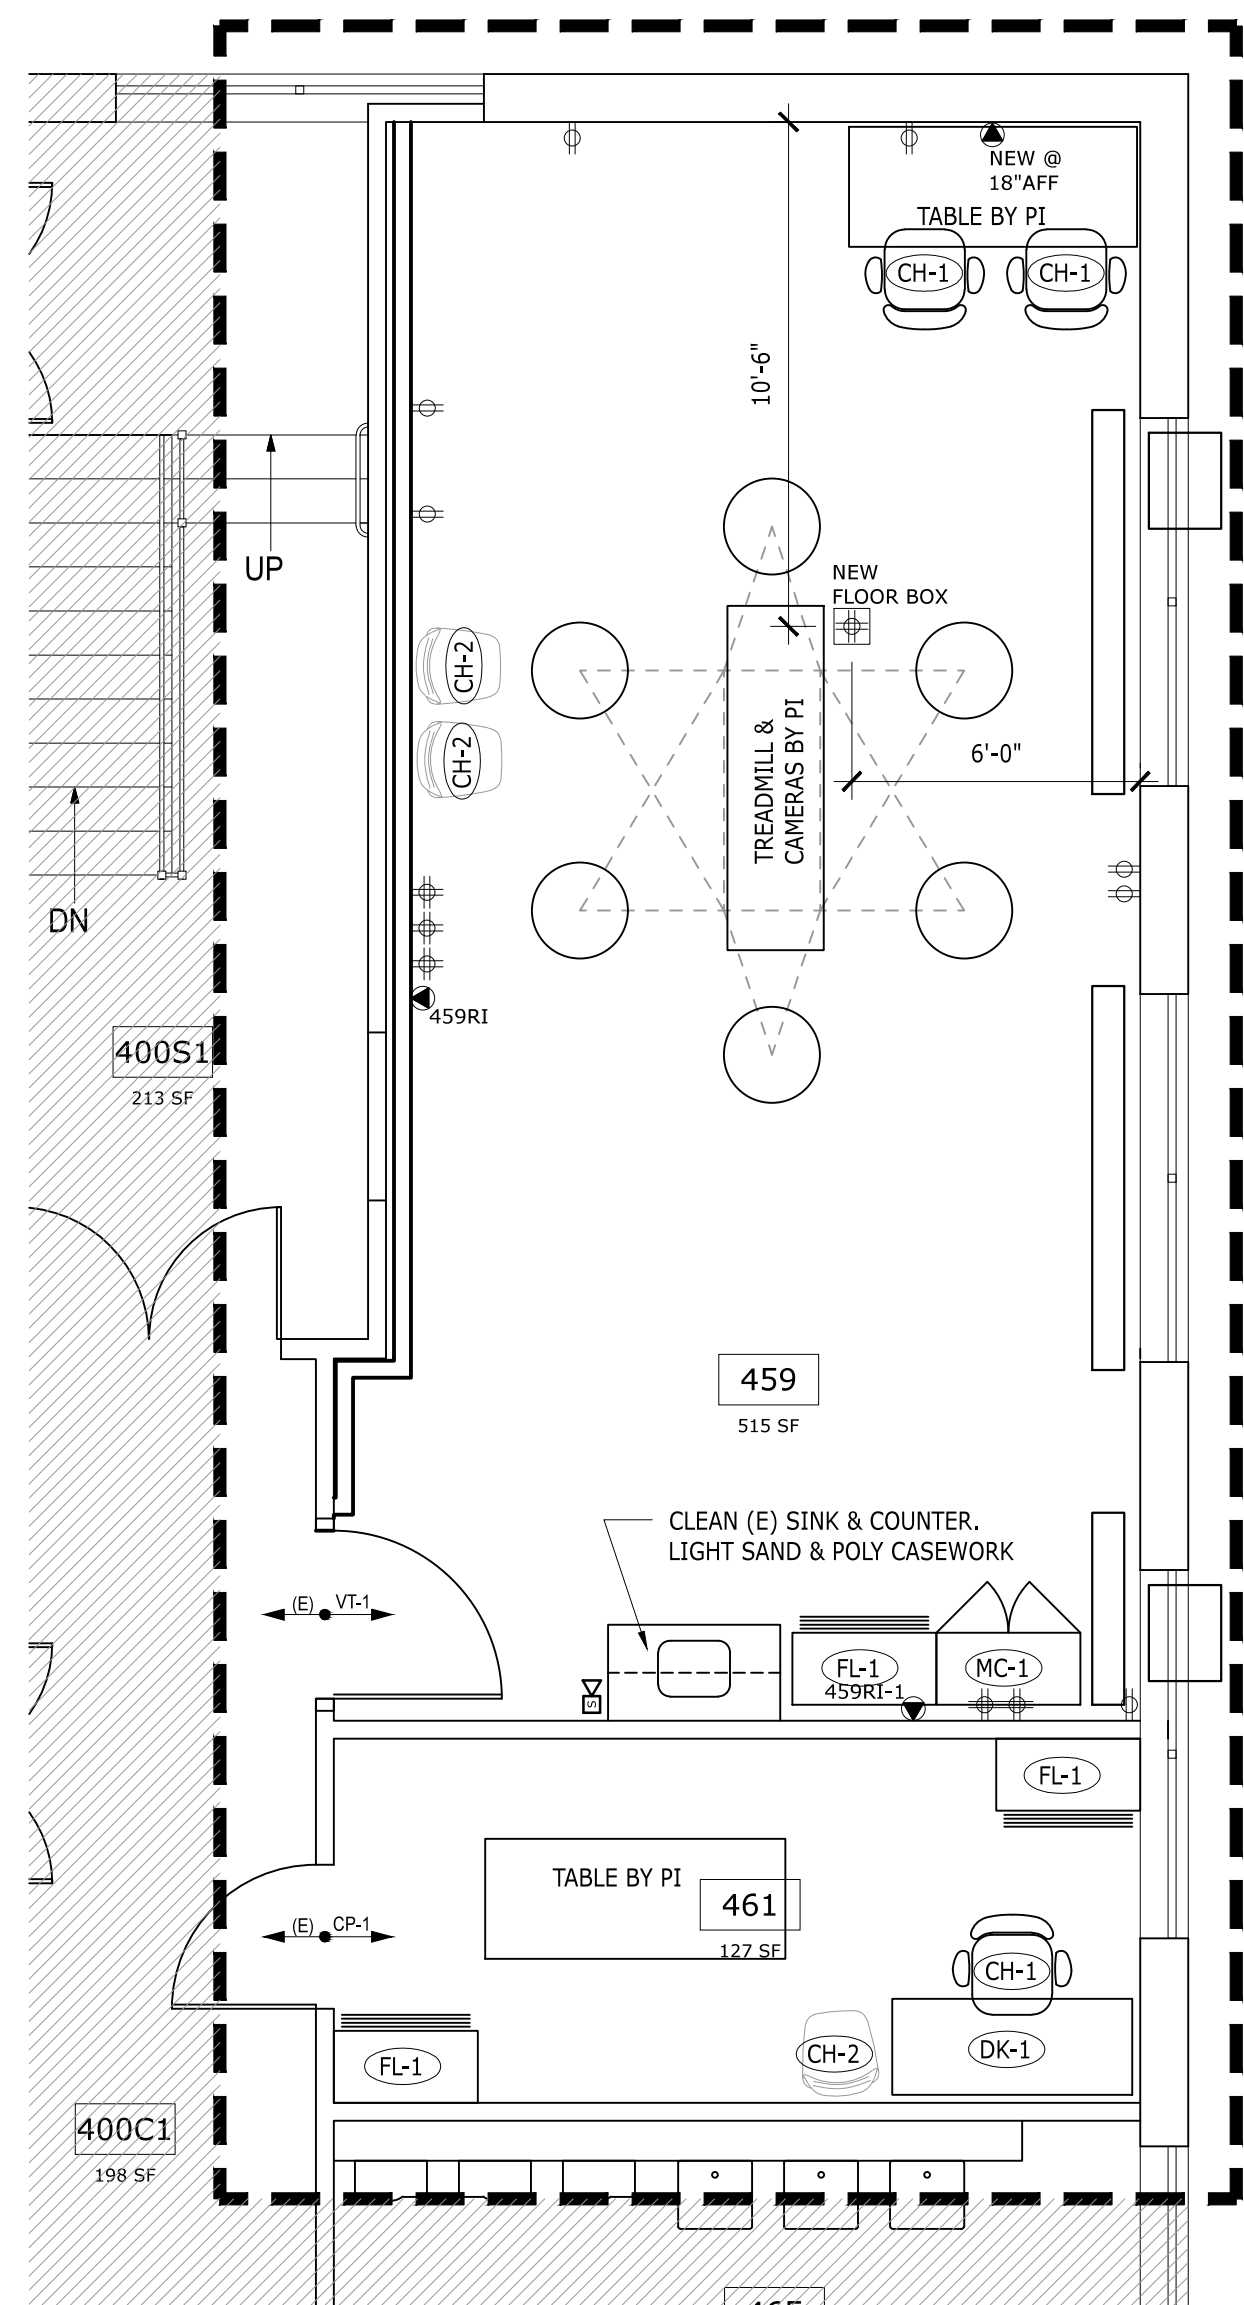 NEW @
18"AFF
TABLE BY PI
CH-1
CH-1
10'-6"
UP
NEW
FLOOR BOX
CH-2
CH-2
TREADMILL &
CAMERAS BY PI
6'-0"
DN
459RI
400S1
213 SF
459
515 SF
CLEAN (E) SINK & COUNTER.
LIGHT SAND & POLY CASEWORK
(E) VT-1
FL-1
MC-1
459RI-1
S
FL-1
TABLE BY PI
461
127 SF
(E) CP-1
CH-1
DK-1
CH-2
FL-1
400C1
198 SF